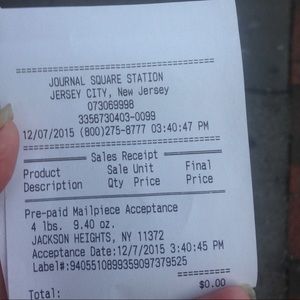 ========================================
JOURNAL SQUARE STATION
JERSEY CITY, New Jersey
073069998
3356730403-0099
12/07/2015 (800)275-8777 03:40:47 PM
========================================
Sales Receipt
Product Sale Unit Final
Description Qty Price Price
Pre-paid Mailpiece Acceptance
4 lbs. 9.40 oz.
JACKSON HEIGHTS, NY 11372
Acceptance Date:12/7/2015 3:40:45 PM
Label#:9405510899359097379525
==========
$0.00
Total: